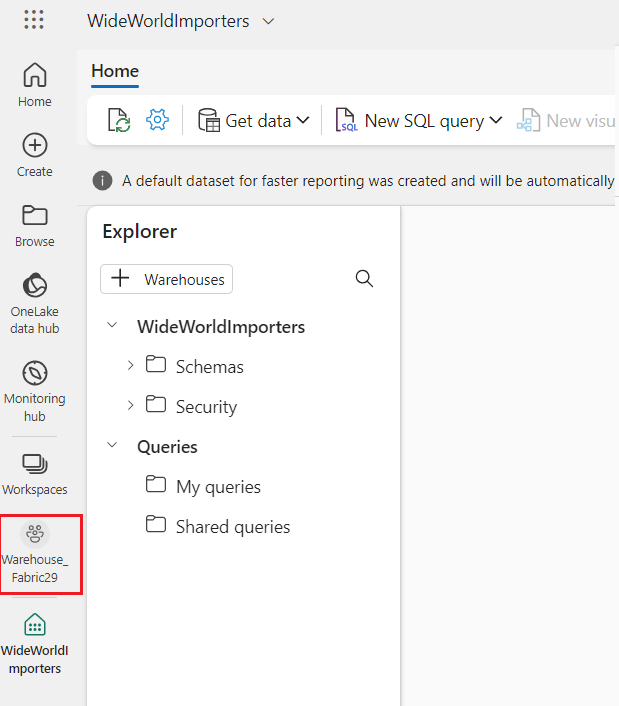 WideWorldImporters
Home
Home
Get data
SQL
New SQL query
New visu
Create
A default dataset for faster reporting was created and will be automatically
Browse
Explorer
Warehouses
OneLake
data hub
WideWorldImporters
Schemas
Monitoring
hub
Security
Queries
Workspaces
My queries
Shared queries
Warehouse_
Fabric29
WideWorldI
mporters